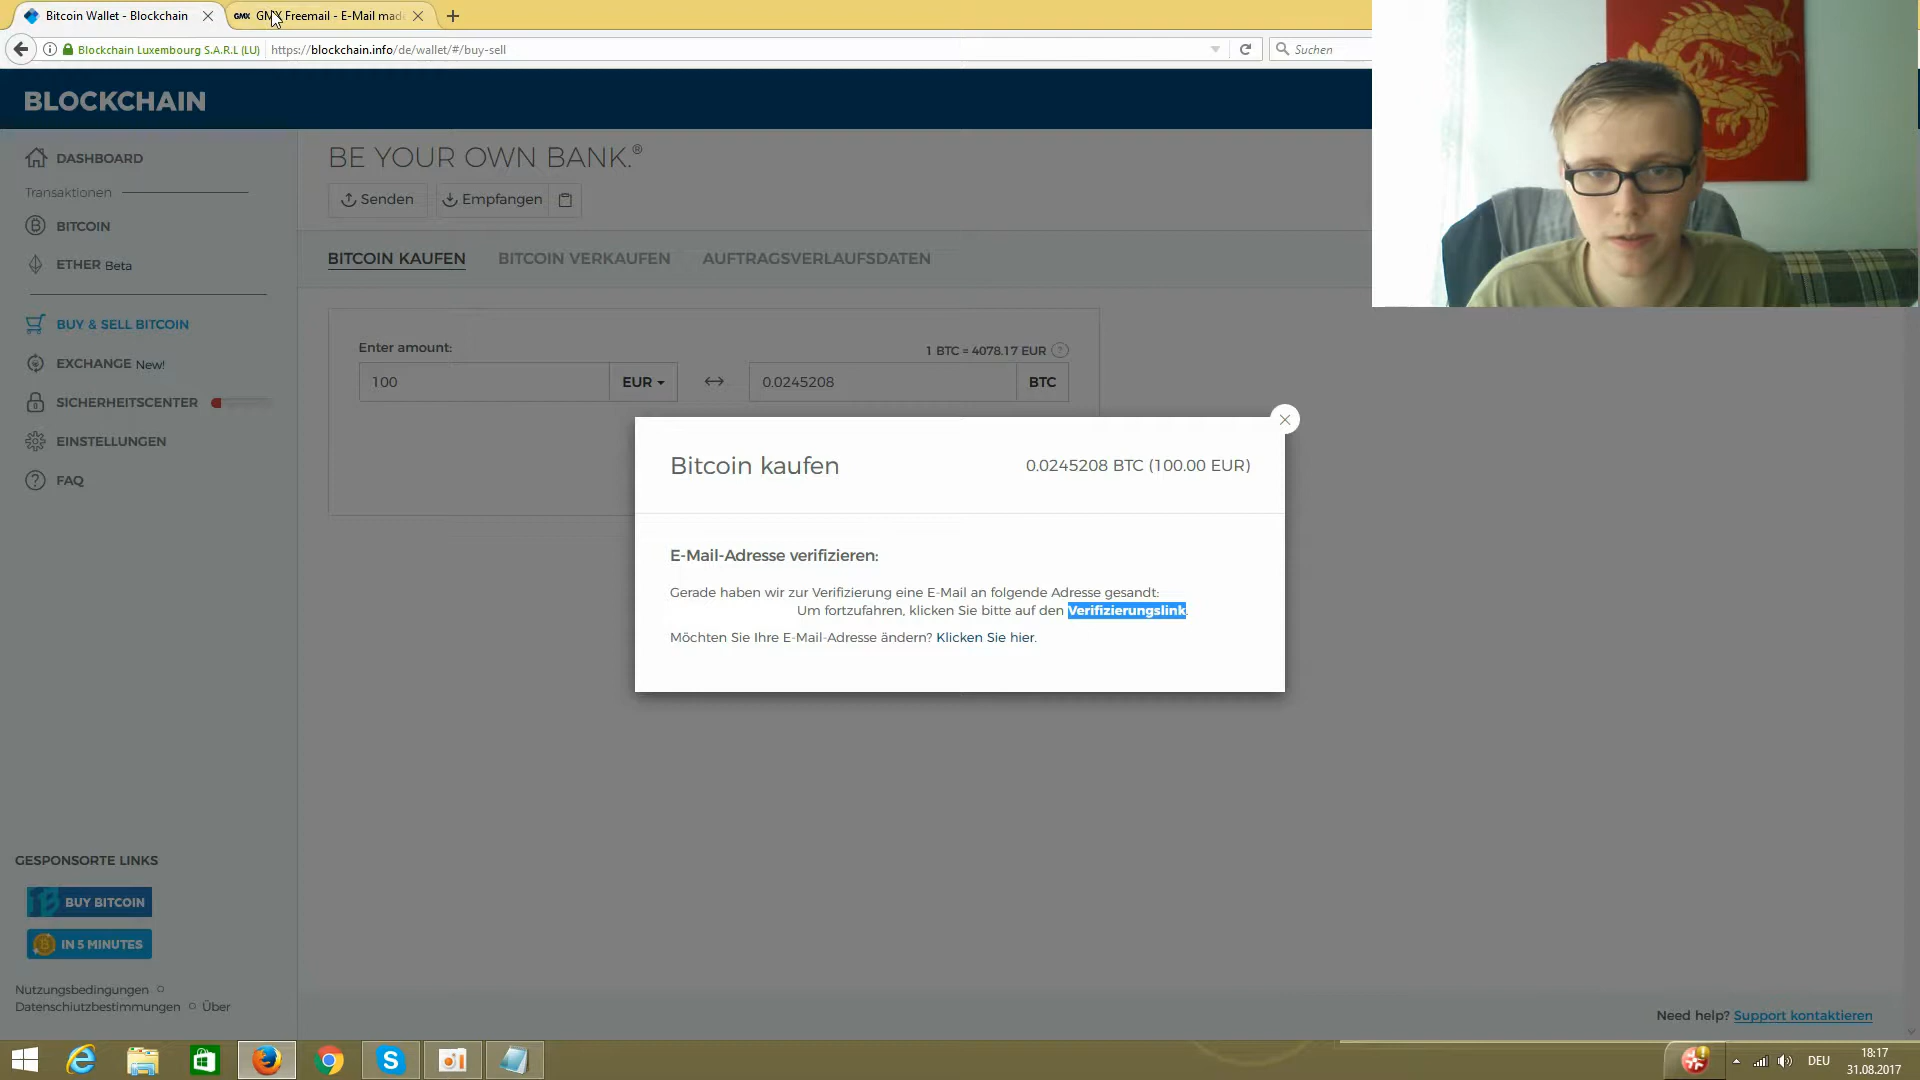 Bitcoin Wallet - Blockchain
GMX GMX Freemail - E-Mail made
Blockchain Luxembourg S.A.R.L (LU) https://blockchain.info/de/wallet/#/buy-sell Suchen
BLOCKCHAIN
DASHBOARD
Transaktionen
BITCOIN
ETHER Beta
BUY & SELL BITCOIN
EXCHANGE New!
SICHERHEITSCENTER
EINSTELLUNGEN
FAQ
GESPONSORTE LINKS
BUY BITCOIN
IN 5 MINUTES
Nutzungsbedingungen
Datenschutzbestimmungen Über
BE YOUR OWN BANK.®
Senden Empfangen
BITCOIN KAUFEN BITCOIN VERKAUFEN AUFTRAGSVERLAUFSDATEN
Enter amount: 1 BTC = 4078.17 EUR ?
100 EUR 0.0245208 BTC
Bitcoin kaufen 0.0245208 BTC (100.00 EUR)
E-Mail-Adresse verifizieren:
Gerade haben wir zur Verifizierung eine E-Mail an folgende Adresse gesandt:
Um fortzufahren, klicken Sie bitte auf den Verifizierungslink.
Möchten Sie Ihre E-Mail-Adresse ändern? Klicken Sie hier.
Need help? Support kontaktieren
DEU
18:17
31.08.2017